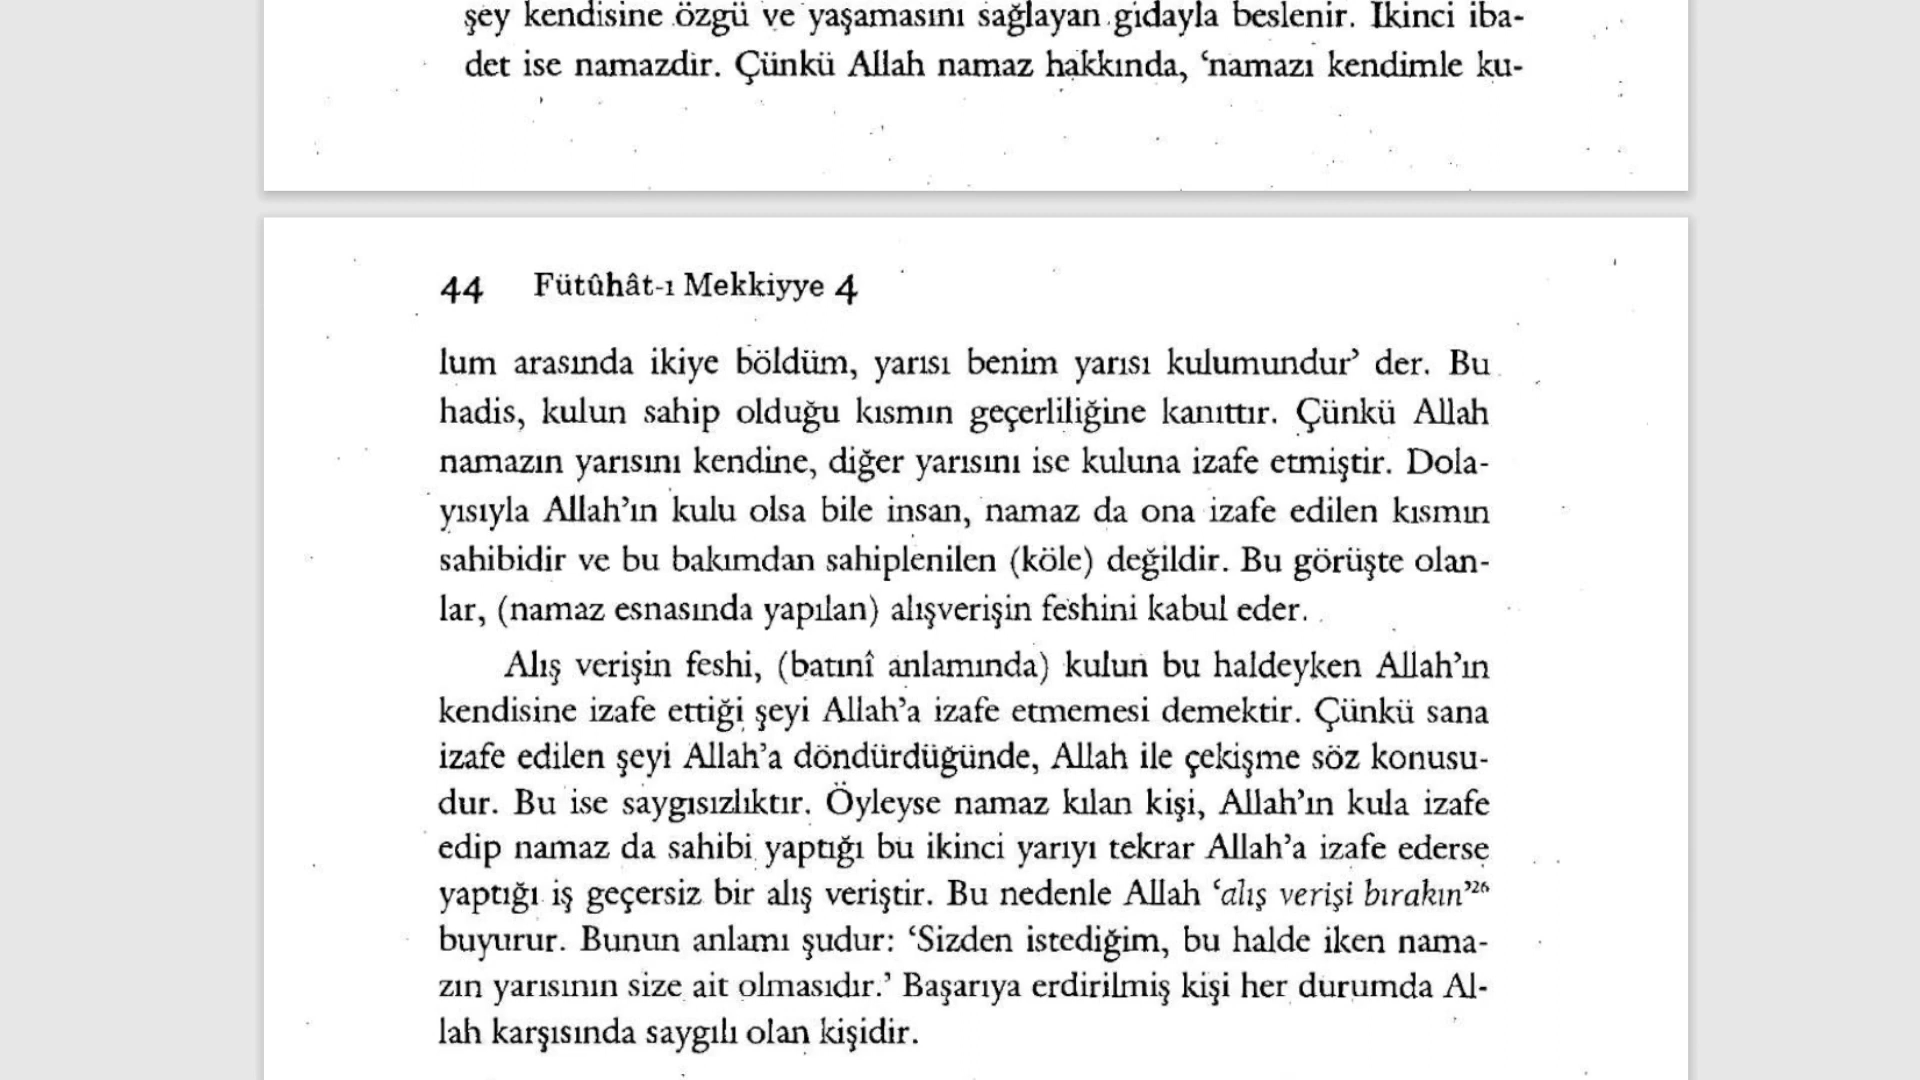 şey kendisine özgü ve yaşamasını sağlayan gıdayla beslenir. İkinci iba-
det ise namazdır. Çünkü Allah namaz hakkında, ‘namazı kendimle ku-
44 Fütûhât-ı Mekkiyye 4
lum arasında ikiye böldüm, yarısı benim yarısı kulumundur’ der. Bu
hadis, kulun sahip olduğu kısmın geçerliliğine kanıttır. Çünkü Allah
namazın yarısını kendine, diğer yarısını ise kuluna izafe etmiştir. Dola-
yısıyla Allah’ın kulu olsa bile insan, namaz da ona izafe edilen kısmın
sahibidir ve bu bakımdan sahiplenilen (köle) değildir. Bu görüşte olan-
lar, (namaz esnasında yapılan) alışverişin feshini kabul eder.
Alış verişin feshi, (batınî anlamında) kulun bu haldeyken Allah’ın
kendisine izafe ettiği şeyi Allah’a izafe etmemesi demektir. Çünkü sana
izafe edilen şeyi Allah’a döndürdüğünde, Allah ile çekişme söz konusu-
dur. Bu ise saygısızlıktır. Öyleyse namaz kılan kişi, Allah’ın kula izafe
edip namaz da sahibi yaptığı bu ikinci yarıyı tekrar Allah’a izafe ederse
yaptığı iş geçersiz bir alış veriştir. Bu nedenle Allah ‘alış verişi bırakın’²⁶
buyurur. Bunun anlamı şudur: ‘Sizden istediğim, bu halde iken nama-
zın yarısının size ait olmasıdır.’ Başarıya erdirilmiş kişi her durumda Al-
lah karşısında saygılı olan kişidir.